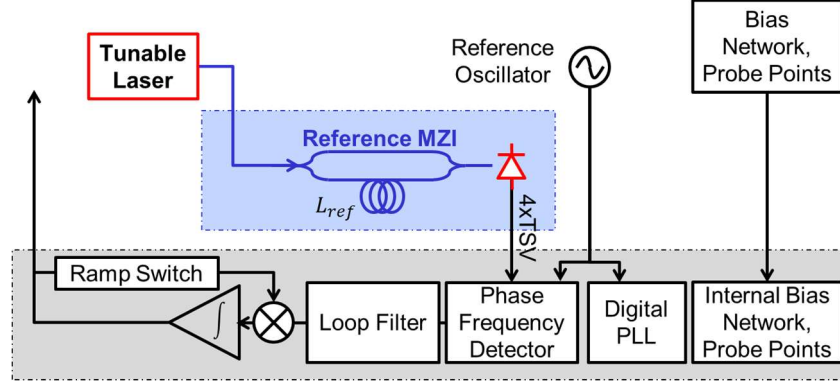 Tunable
Laser
Reference
Oscillator
Bias
Network,
Probe Points
Reference MZI
L_ref
4xTSV
Ramp Switch
∫
Loop Filter
Phase
Frequency
Detector
Digital
PLL
Internal Bias
Network,
Probe Points